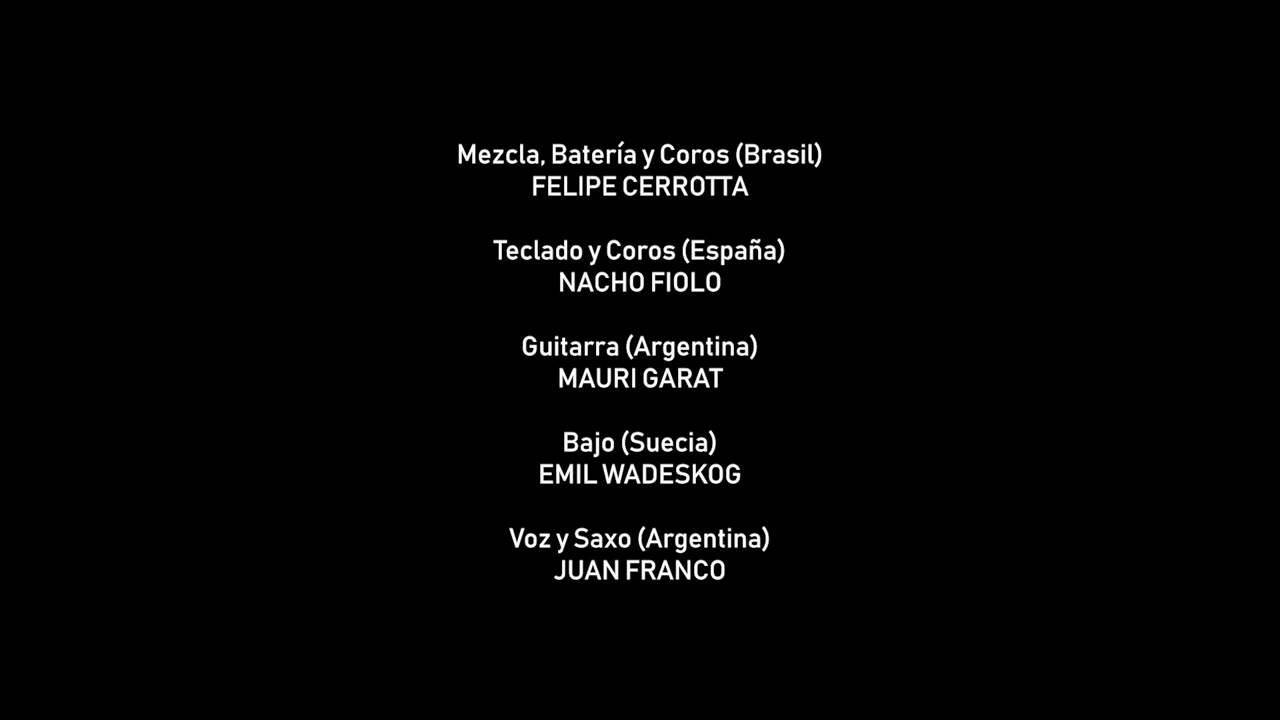 Mezcla, Batería y Coros (Brasil)
FELIPE CERROTTA
Teclado y Coros (España)
NACHO FIOLO
Guitarra (Argentina)
MAURI GARAT
Bajo (Suecia)
EMIL WADESKOG
Voz y Saxo (Argentina)
JUAN FRANCO